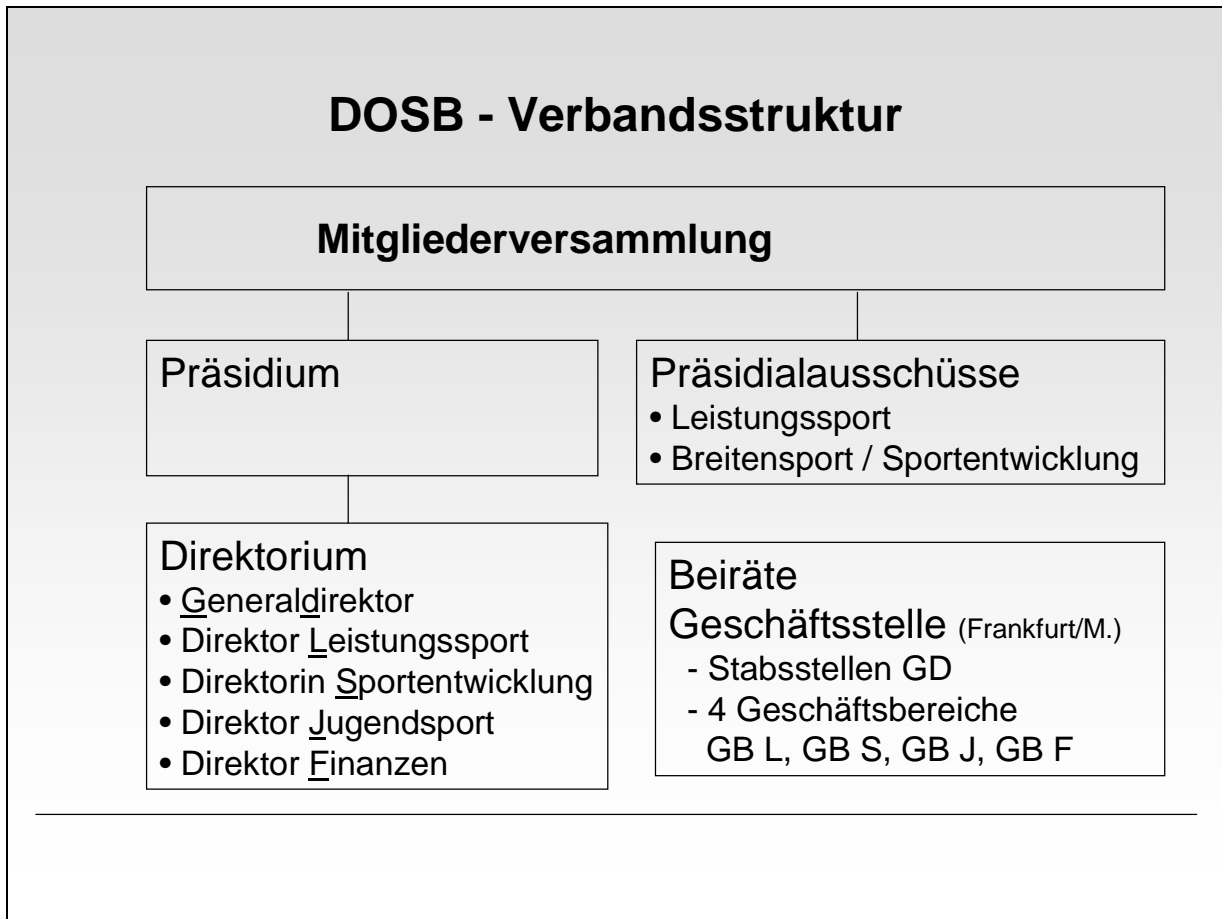 DOSB - Verbandsstruktur
Mitgliederversammlung
Präsidium
Präsidialausschüsse
• Leistungssport
• Breitensport / Sportentwicklung
Direktorium
• Generaldirektor
• Direktor Leistungssport
• Direktorin Sportentwicklung
• Direktor Jugendsport
• Direktor Finanzen
Beiräte
Geschäftsstelle (Frankfurt/M.)
- Stabsstellen GD
- 4 Geschäftsbereiche
GB L, GB S, GB J, GB F